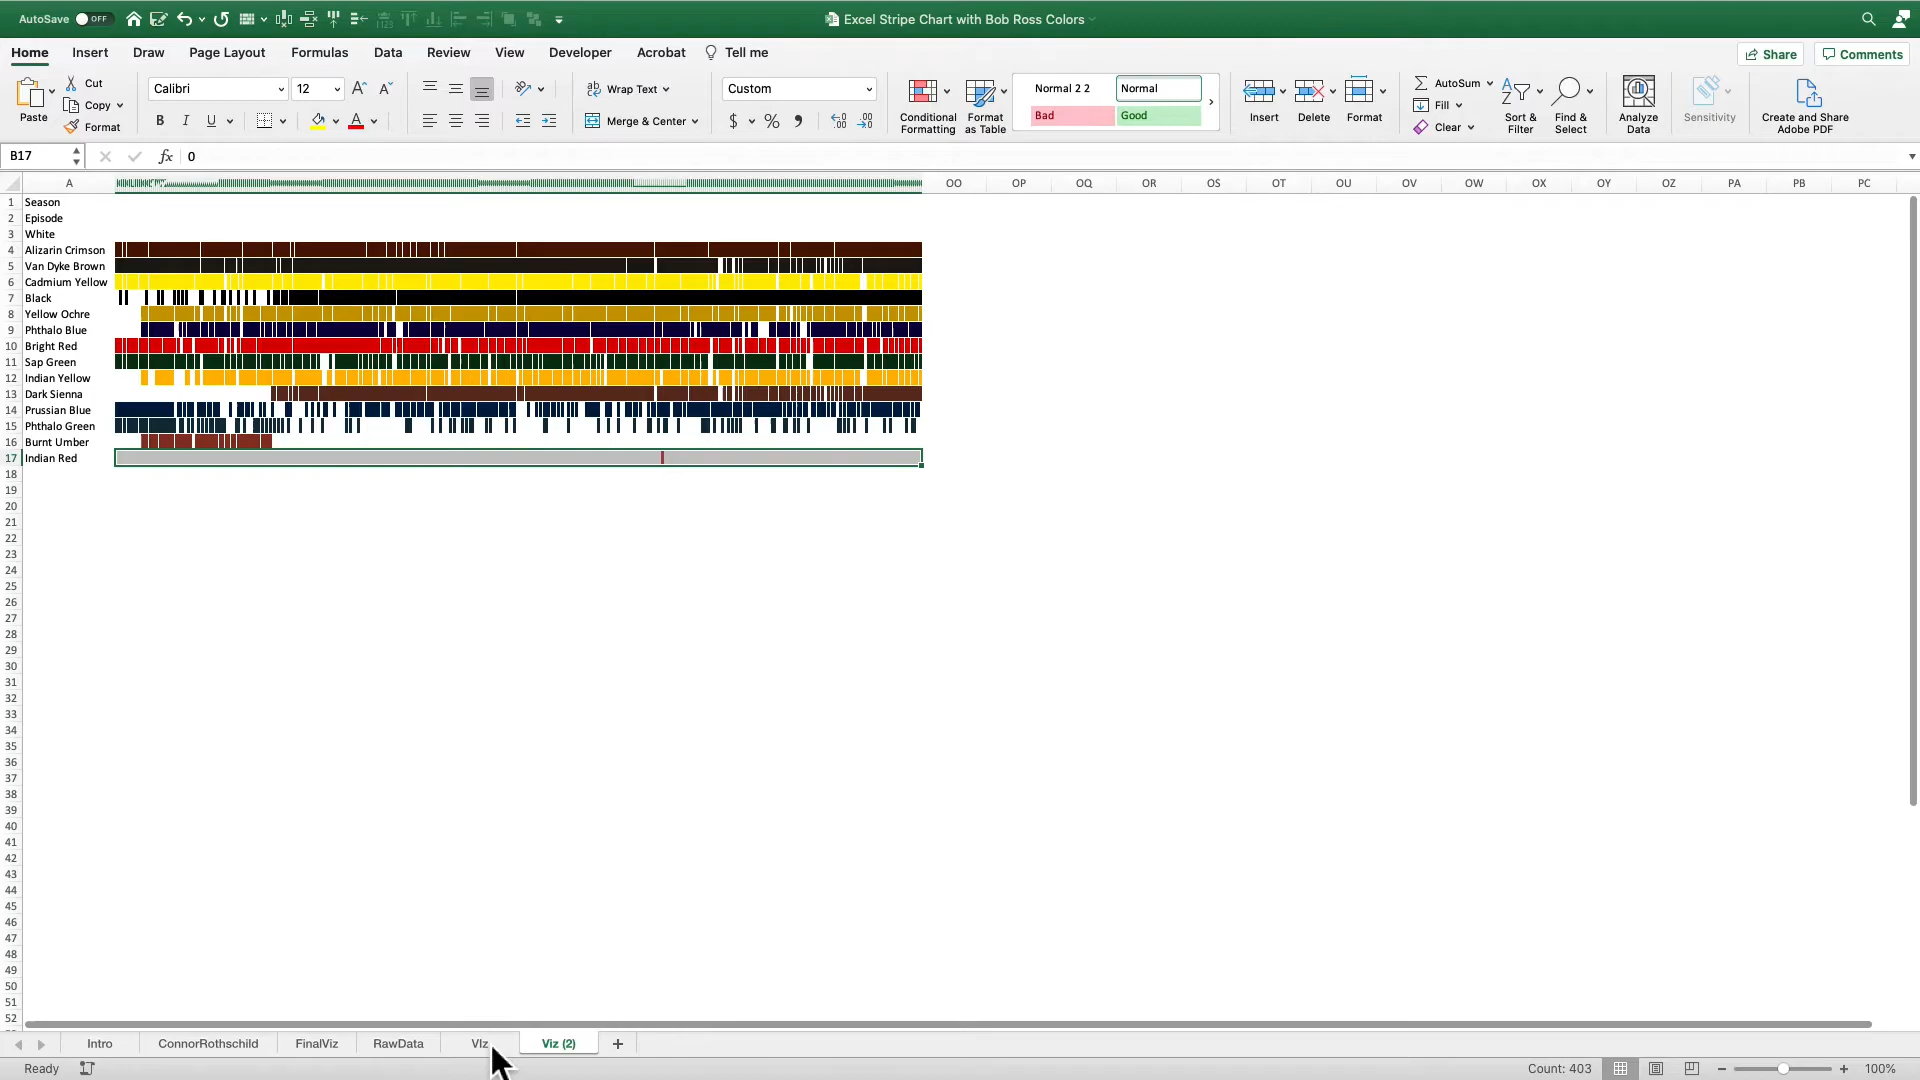 AutoSave OFF
Excel Stripe Chart with Bob Ross Colors
Home Insert Draw Page Layout Formulas Data Review View Developer Acrobat Tell me
Share Comments
Paste
Cut
Copy
Format
Calibri 12
B I U
Wrap Text
Merge & Center
Custom
$ % 
Conditional Formatting
Format as Table
Normal 2 2 Normal
Bad Good
Insert Delete Format
AutoSum
Fill
Clear
Sort & Filter
Find & Select
Analyze Data
Sensitivity
Create and Share Adobe PDF
B17 fx 0
A OO OP OQ OR OS OT OU OV OW OX OY OZ PA PB PC
1 Season
2 Episode
3 White
4 Alizarin Crimson
5 Van Dyke Brown
6 Cadmium Yellow
7 Black
8 Yellow Ochre
9 Phthalo Blue
10 Bright Red
11 Sap Green
12 Indian Yellow
13 Dark Sienna
14 Prussian Blue
15 Phthalo Green
16 Burnt Umber
17 Indian Red
18
19
20
21
22
23
24
25
26
27
28
29
30
31
32
33
34
35
36
37
38
39
40
41
42
43
44
45
46
47
48
49
50
51
52
Intro ConnorRothschild FinalViz RawData VIz Viz (2) +
Ready Count: 403 100%